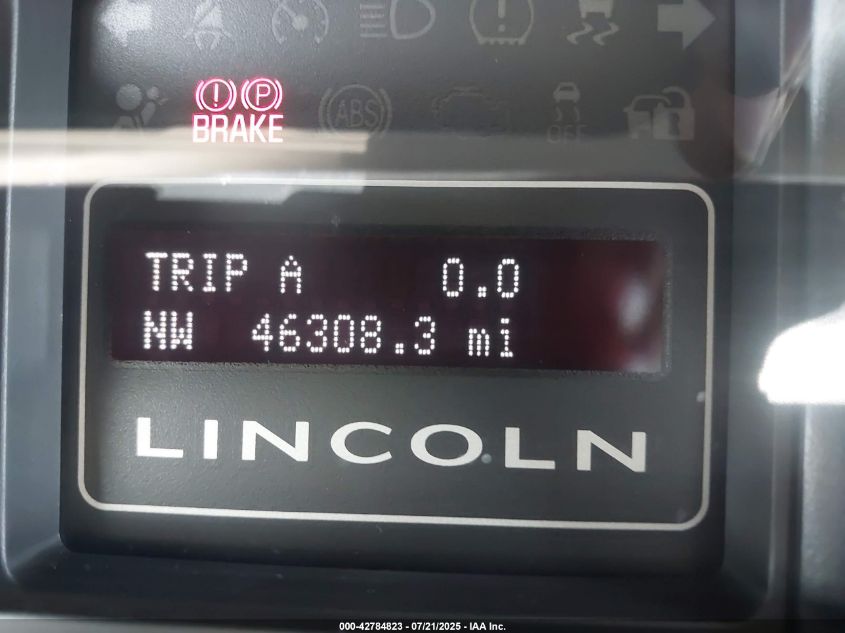 BRAKE
ABS
OFF
TRIP A 0.0
NW 46308.3 mi
LINCOLN
000-42784823 - 07/21/2025 - IAA Inc.